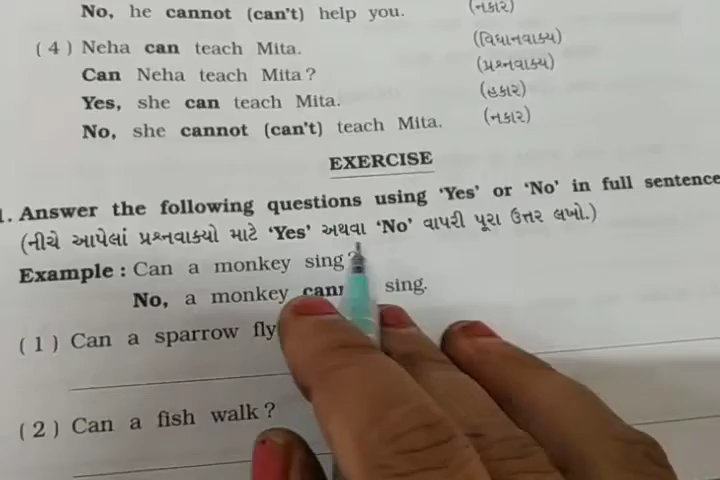 No, he cannot (can't) help you. (નકાર)
(4) Neha can teach Mita. (વિધાનવાક્ય)
Can Neha teach Mita? (પ્રશ્નવાક્ય)
Yes, she can teach Mita. (હકાર)
No, she cannot (can't) teach Mita. (નકાર)
EXERCISE
1. Answer the following questions using 'Yes' or 'No' in full sentence
(નીચે આપેલાં પ્રશ્નવાક્યો માટે 'Yes' અથવા 'No' વાપરી પૂરા ઉત્તર લખો.)
Example : Can a monkey sing?
No, a monkey sing.
(1) Can a sparrow fly
(2) Can a fish walk?